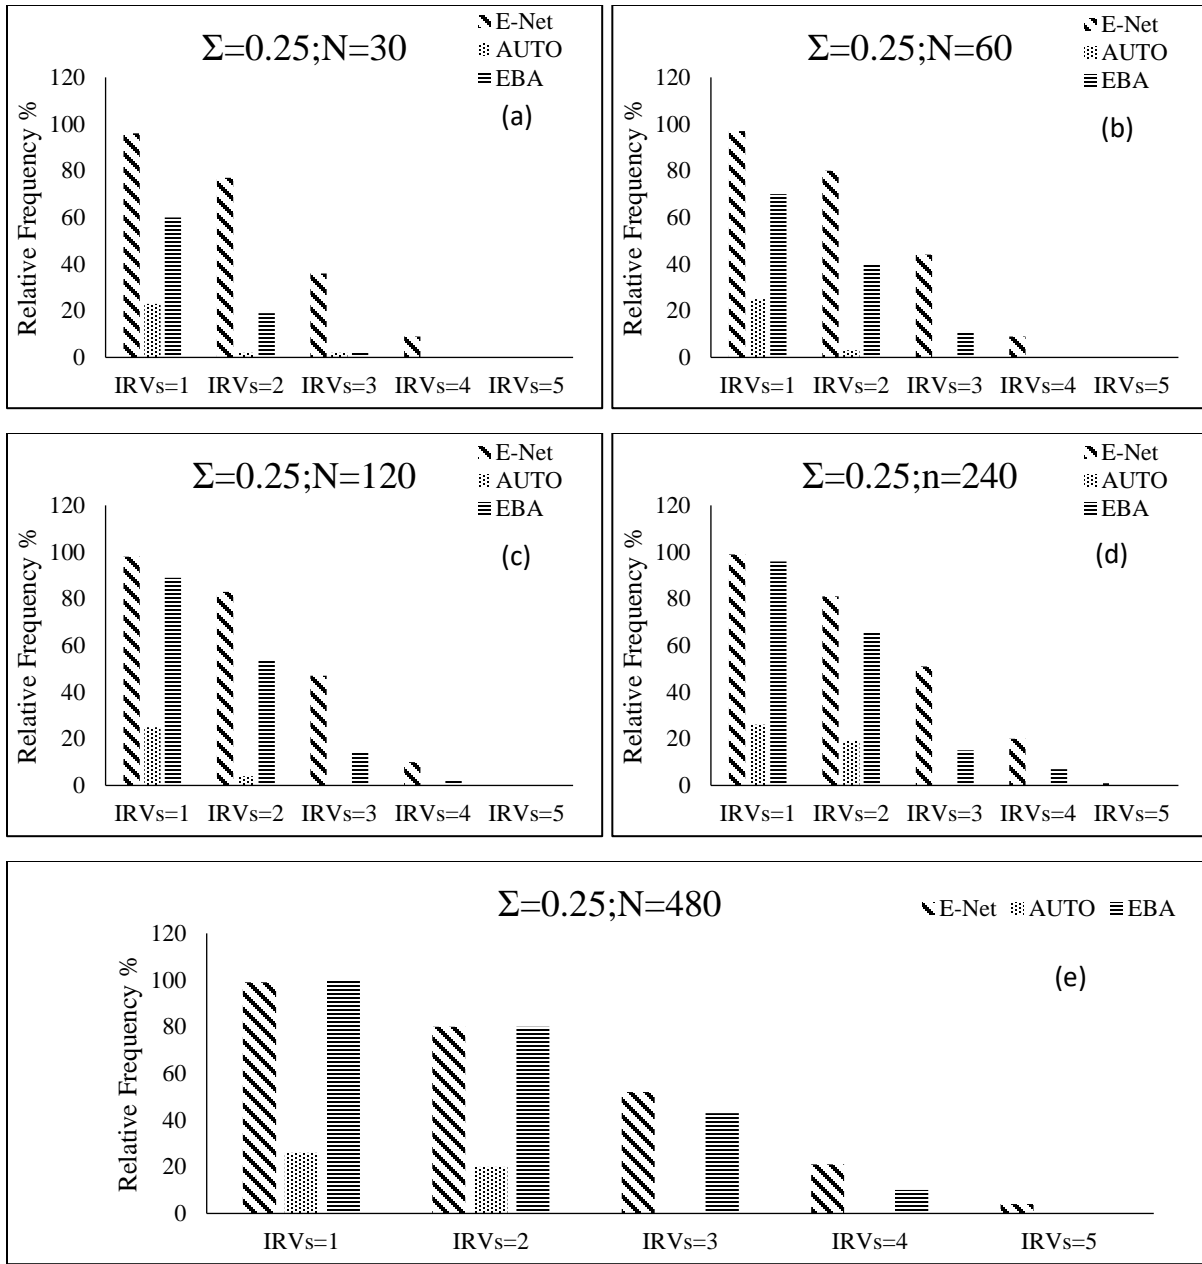 Σ=0.25;N=30
E-Net
AUTO
EBA
(a)
Relative Frequency %
120
100
80
60
40
20
0
IRVs=1 IRVs=2 IRVs=3 IRVs=4 IRVs=5
Σ=0.25;N=60
E-Net
AUTO
EBA
(b)
Relative Frequency %
120
100
80
60
40
20
0
IRVs=1 IRVs=2 IRVs=3 IRVs=4 IRVs=5
Σ=0.25;N=120
E-Net
AUTO
EBA
(c)
Relative Frequency %
120
100
80
60
40
20
0
IRVs=1 IRVs=2 IRVs=3 IRVs=4 IRVs=5
Σ=0.25;n=240
E-Net
AUTO
EBA
(d)
Relative Frequency %
120
100
80
60
40
20
0
IRVs=1 IRVs=2 IRVs=3 IRVs=4 IRVs=5
Σ=0.25;N=480
E-Net AUTO EBA
(e)
Relative Frequency %
120
100
80
60
40
20
0
IRVs=1 IRVs=2 IRVs=3 IRVs=4 IRVs=5